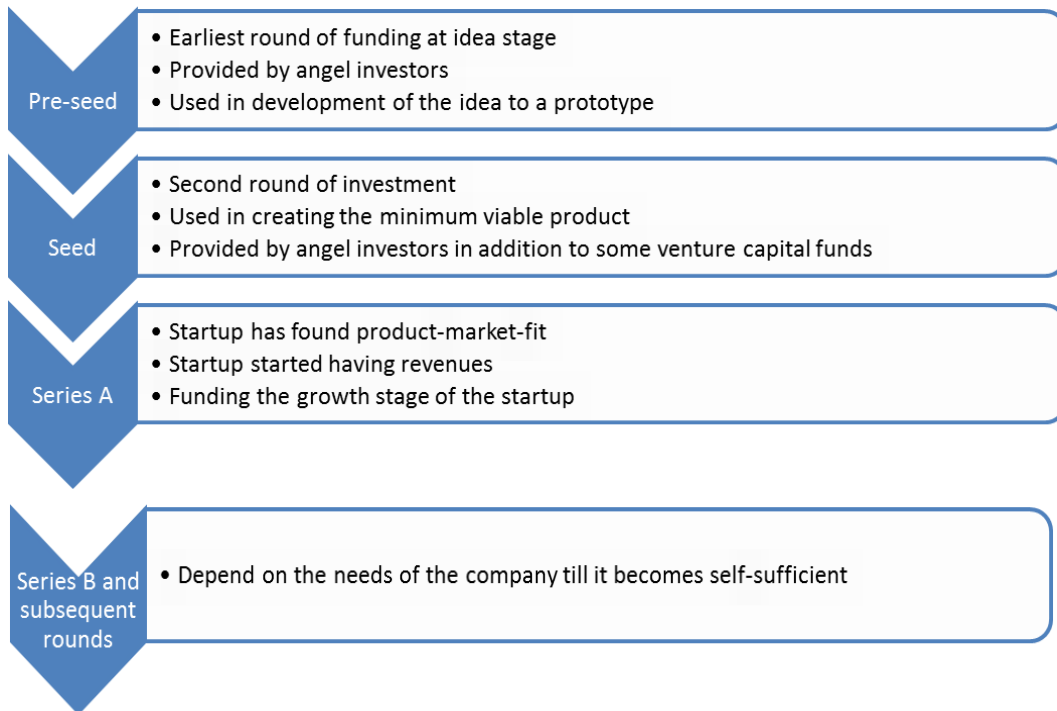 Pre-seed
• Earliest round of funding at idea stage
• Provided by angel investors
• Used in development of the idea to a prototype
Seed
• Second round of investment
• Used in creating the minimum viable product
• Provided by angel investors in addition to some venture capital funds
Series A
• Startup has found product-market-fit
• Startup started having revenues
• Funding the growth stage of the startup
Series B and
subsequent
rounds
• Depend on the needs of the company till it becomes self-sufficient